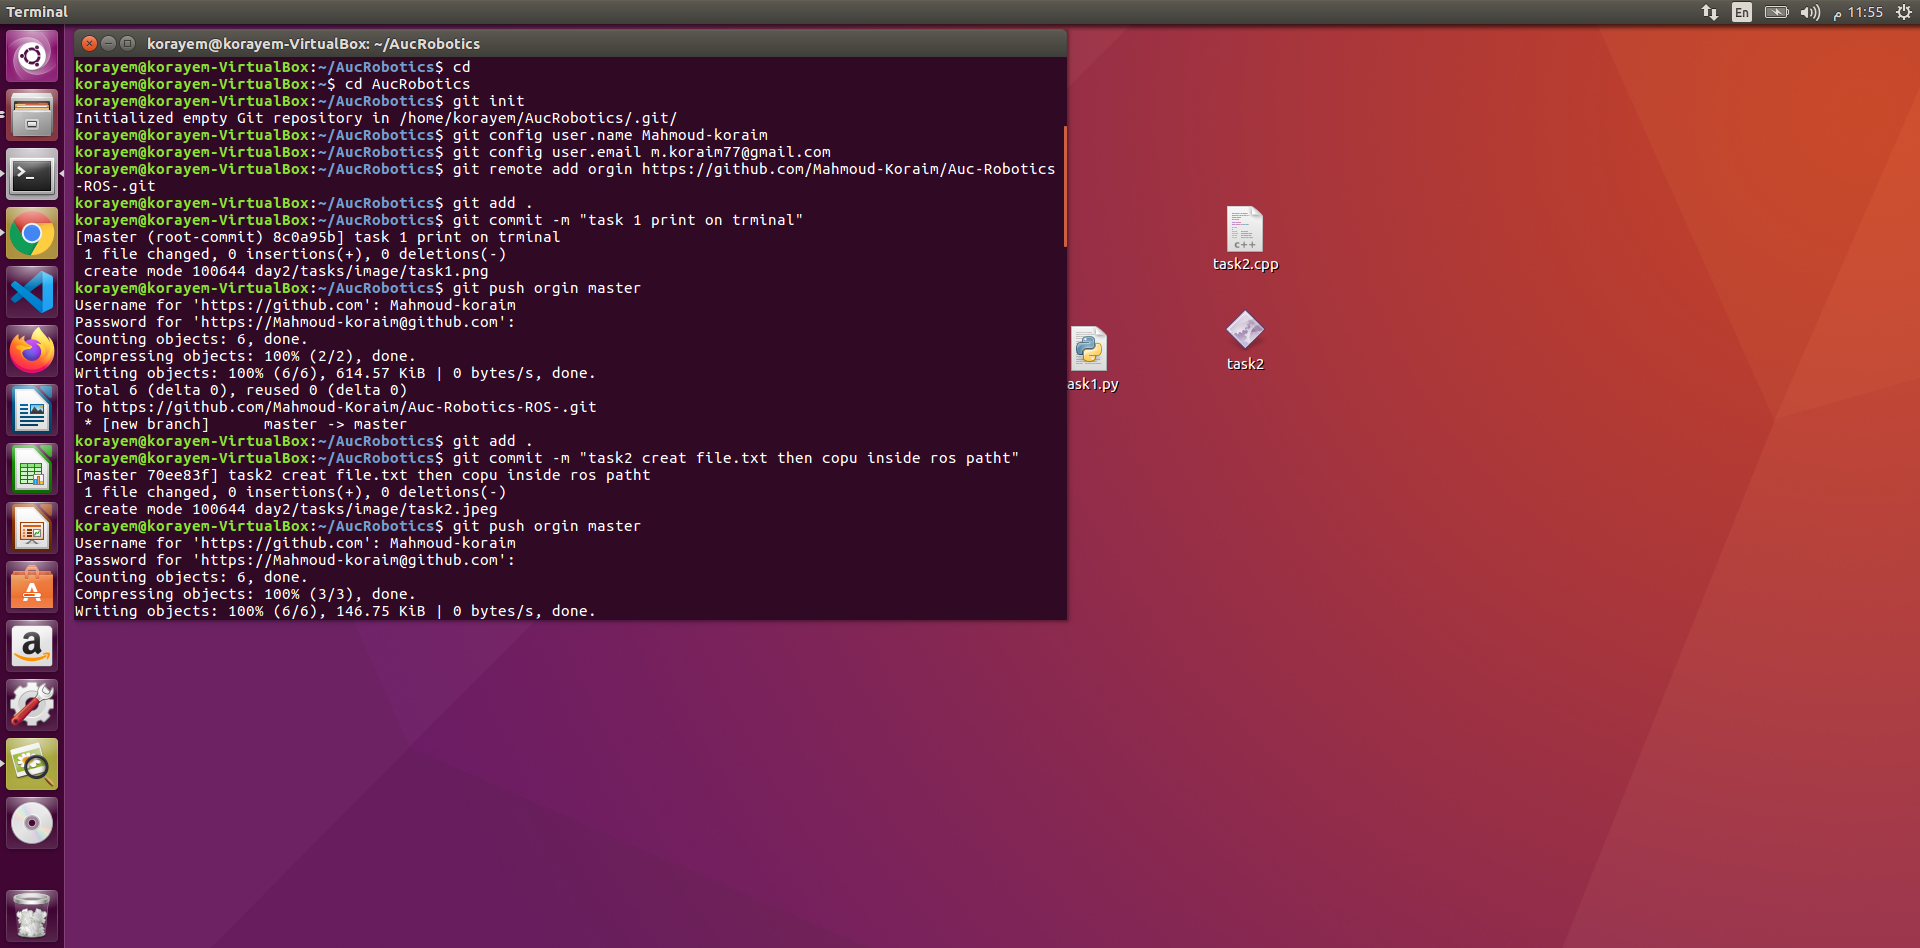 Terminal
En
م 11:55
korayem@korayem-VirtualBox: ~/AucRobotics
korayem@korayem-VirtualBox:~/AucRobotics$ cd
korayem@korayem-VirtualBox:~$ cd AucRobotics
korayem@korayem-VirtualBox:~/AucRobotics$ git init
Initialized empty Git repository in /home/korayem/AucRobotics/.git/
korayem@korayem-VirtualBox:~/AucRobotics$ git config user.name Mahmoud-koraim
korayem@korayem-VirtualBox:~/AucRobotics$ git config user.email m.koraim77@gmail.com
korayem@korayem-VirtualBox:~/AucRobotics$ git remote add orgin https://github.com/Mahmoud-Koraim/Auc-Robotics
-ROS-.git
korayem@korayem-VirtualBox:~/AucRobotics$ git add .
korayem@korayem-VirtualBox:~/AucRobotics$ git commit -m "task 1 print on trminal"
[master (root-commit) 8c0a95b] task 1 print on trminal
 1 file changed, 0 insertions(+), 0 deletions(-)
 create mode 100644 day2/tasks/image/task1.png
korayem@korayem-VirtualBox:~/AucRobotics$ git push orgin master
Username for 'https://github.com': Mahmoud-koraim
Password for 'https://Mahmoud-koraim@github.com':
Counting objects: 6, done.
Compressing objects: 100% (2/2), done.
Writing objects: 100% (6/6), 614.57 KiB | 0 bytes/s, done.
Total 6 (delta 0), reused 0 (delta 0)
To https://github.com/Mahmoud-Koraim/Auc-Robotics-ROS-.git
 * [new branch]      master -> master
korayem@korayem-VirtualBox:~/AucRobotics$ git add .
korayem@korayem-VirtualBox:~/AucRobotics$ git commit -m "task2 creat file.txt then copu inside ros patht"
[master 70ee83f] task2 creat file.txt then copu inside ros patht
 1 file changed, 0 insertions(+), 0 deletions(-)
 create mode 100644 day2/tasks/image/task2.jpeg
korayem@korayem-VirtualBox:~/AucRobotics$ git push orgin master
Username for 'https://github.com': Mahmoud-koraim
Password for 'https://Mahmoud-koraim@github.com':
Counting objects: 6, done.
Compressing objects: 100% (3/3), done.
Writing objects: 100% (6/6), 146.75 KiB | 0 bytes/s, done.
c++
task2.cpp
task2
ask1.py